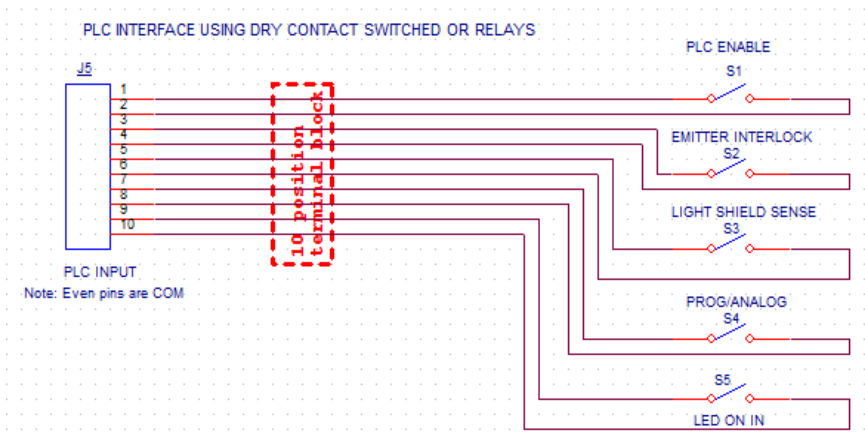 PLC INTERFACE USING DRY CONTACT SWITCHED OR RELAYS
J5
1
2
3
4
5
6
7
8
9
10
PLC INPUT
Note: Even pins are COM
10 position
terminal block
PLC ENABLE
S1
EMITTER INTERLOCK
S2
LIGHT SHIELD SENSE
S3
PROG/ANALOG
S4
S5
LED ON IN